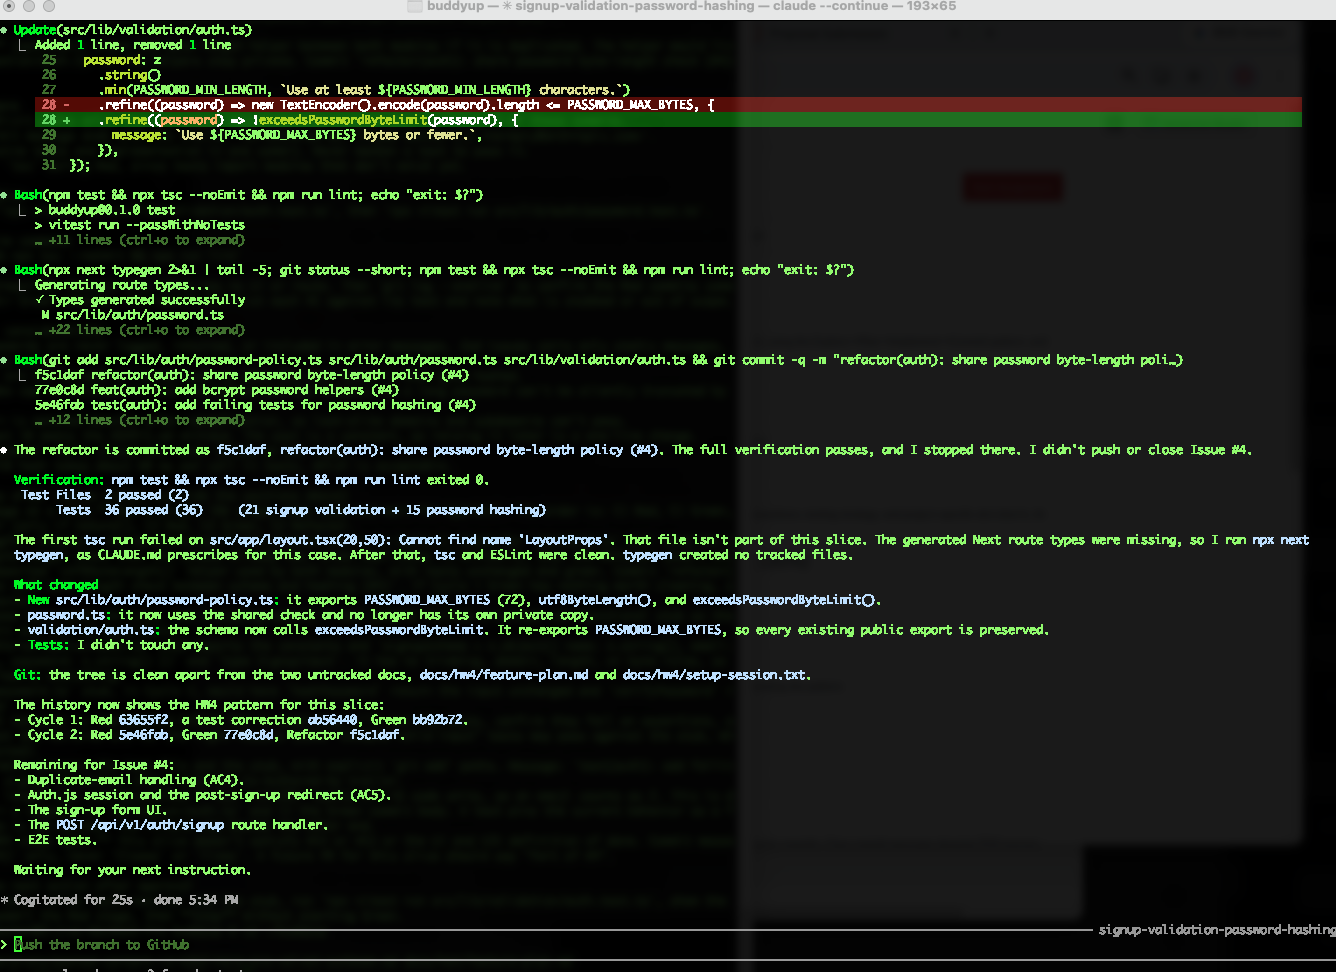 buddyup — ✳ signup-validation-password-hashing — claude --continue — 193×65
● Update(src/lib/validation/auth.ts)
⎿ Added 1 line, removed 1 line
25 password: z
26 .string()
27 .min(PASSWORD_MIN_LENGTH, `Use at least ${PASSWORD_MIN_LENGTH} characters.`)
28 - .refine((password) => new TextEncoder().encode(password).length <= PASSWORD_MAX_BYTES, {
28 + .refine((password) => !exceedsPasswordByteLimit(password), {
29 message: `Use ${PASSWORD_MAX_BYTES} bytes or fewer.`,
30 }),
31 });
● Bash(npm test && npx tsc --noEmit && npm run lint; echo "exit: $?")
⎿ > buddyup@0.1.0 test
> vitest run --passWithNoTests
… +11 lines (ctrl+o to expand)
● Bash(npx next typegen 2>&1 | tail -5; git status --short; npm test && npx tsc --noEmit && npm run lint; echo "exit: $?")
⎿ Generating route types...
✓ Types generated successfully
M src/lib/auth/password.ts
… +22 lines (ctrl+o to expand)
● Bash(git add src/lib/auth/password-policy.ts src/lib/auth/password.ts src/lib/validation/auth.ts && git commit -q -m "refactor(auth): share password byte-length poli…)
⎿ f5c1daf refactor(auth): share password byte-length policy (#4)
77e0c8d feat(auth): add bcrypt password helpers (#4)
5e46fab test(auth): add failing tests for password hashing (#4)
… +12 lines (ctrl+o to expand)
● The refactor is committed as f5c1daf, refactor(auth): share password byte-length policy (#4). The full verification passes, and I stopped there. I didn't push or close Issue #4.
Verification: npm test && npx tsc --noEmit && npm run lint exited 0.
Test Files 2 passed (2)
Tests 36 passed (36) (21 signup validation + 15 password hashing)
The first tsc run failed on src/app/layout.tsx(20,50): Cannot find name 'LayoutProps'. That file isn't part of this slice. The generated Next route types were missing, so I ran npx next
typegen, as CLAUDE.md prescribes for this case. After that, tsc and ESLint were clean. typegen created no tracked files.
What changed
- New src/lib/auth/password-policy.ts: it exports PASSWORD_MAX_BYTES (72), utf8ByteLength(), and exceedsPasswordByteLimit().
- password.ts: it now uses the shared check and no longer has its own private copy.
- validation/auth.ts: the schema now calls exceedsPasswordByteLimit. It re-exports PASSWORD_MAX_BYTES, so every existing public export is preserved.
- Tests: I didn't touch any.
Git: the tree is clean apart from the two untracked docs, docs/hw4/feature-plan.md and docs/hw4/setup-session.txt.
The history now shows the HW4 pattern for this slice:
- Cycle 1: Red 63655f2, a test correction ab56440, Green bb92b72.
- Cycle 2: Red 5e46fab, Green 77e0c8d, Refactor f5c1daf.
Remaining for Issue #4:
- Duplicate-email handling (AC4).
- Auth.js session and the post-sign-up redirect (AC5).
- The sign-up form UI.
- The POST /api/v1/auth/signup route handler.
- E2E tests.
Waiting for your next instruction.
* Cogitated for 25s · done 5:34 PM
signup-validation-password-hashing
> Push the branch to GitHub